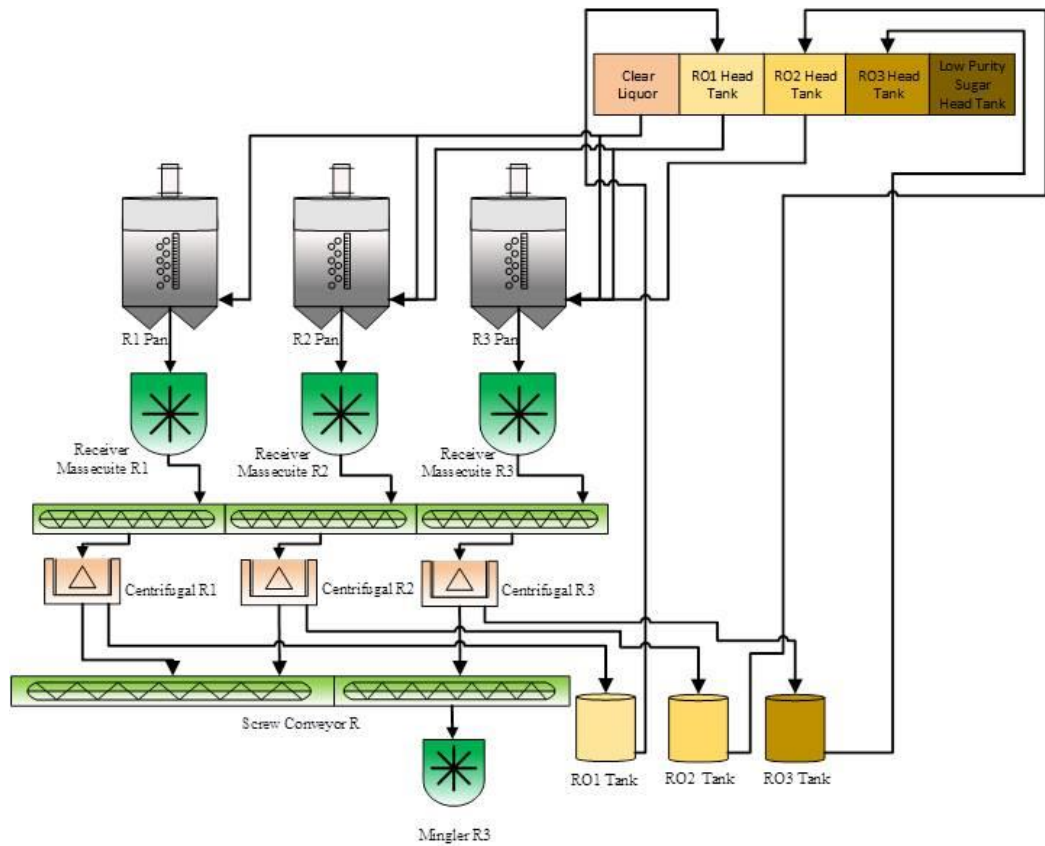 Clear
Liquor
RO1 Head
Tank
RO2 Head
Tank
RO3 Head
Tank
Low Purity
Sugar
Head Tank
R1 Pan
R2 Pan
R3 Pan
Receiver
Massecuite R1
Receiver
Massecuite R2
Receiver
Massecuite R3
Centrifugal R1
Centrifugal R2
Centrifugal R3
Screw Conveyor R
RO1 Tank
RO2 Tank
RO3 Tank
Mingler R3